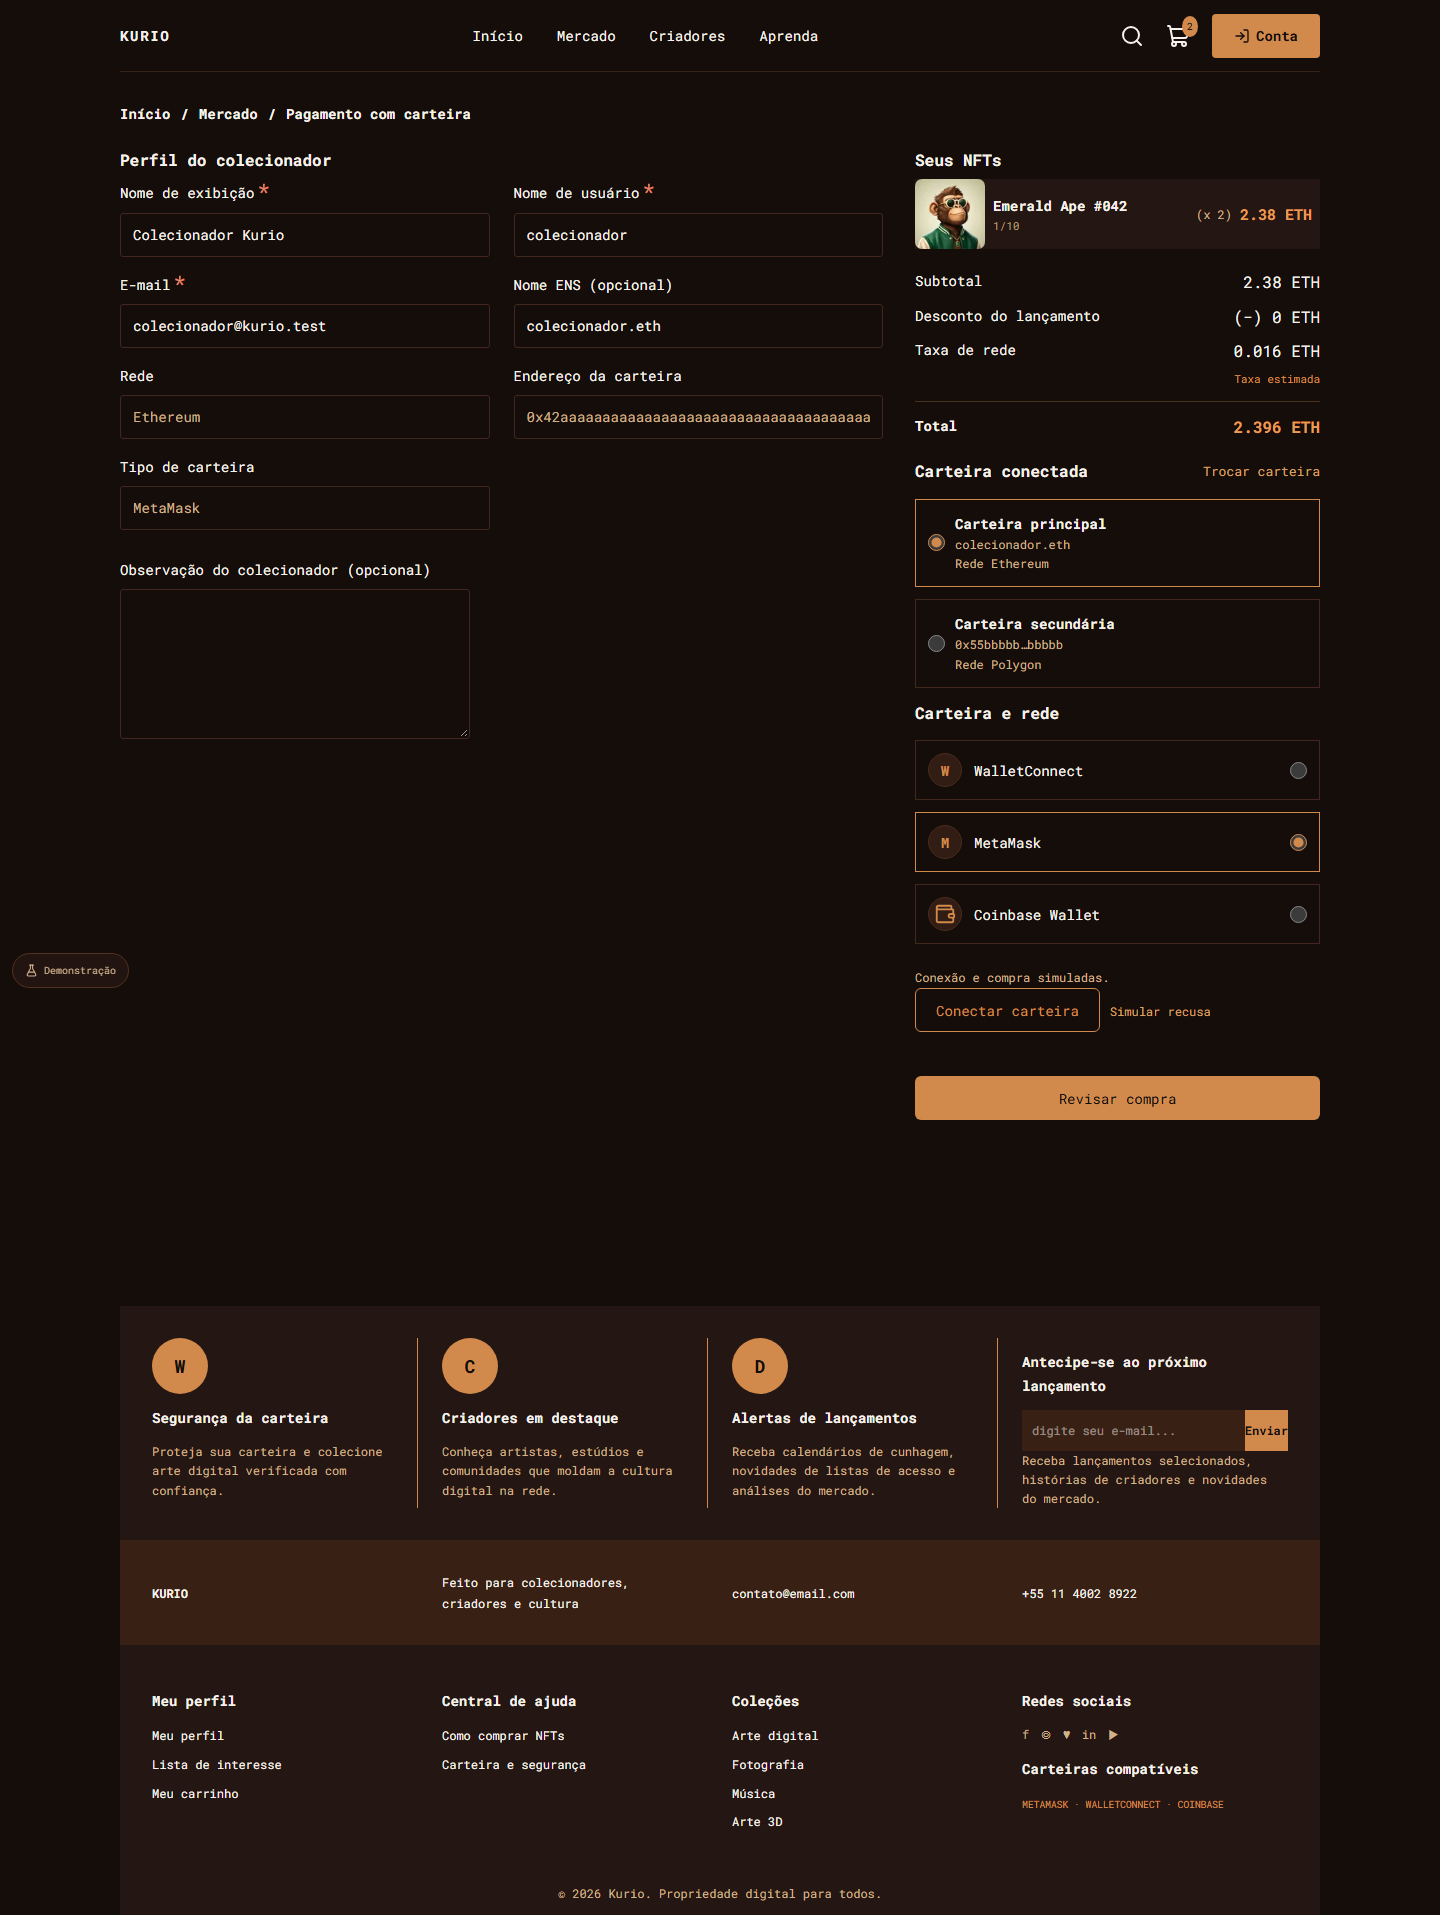 KURIO
Início
Mercado
Criadores
Aprenda
2
Conta
Início / Mercado / Pagamento com carteira
Perfil do colecionador
Nome de exibição *
Colecionador Kurio
Nome de usuário *
colecionador
E-mail *
colecionador@kurio.test
Nome ENS (opcional)
colecionador.eth
Rede
Ethereum
Endereço da carteira
Tipo de carteira
MetaMask
Observação do colecionador (opcional)
Seus NFTs
Emerald Ape #042
1/10
(x 2) 2.38 ETH
Subtotal
2.38 ETH
Desconto do lançamento
(-) 0 ETH
Taxa de rede
0.016 ETH
Taxa estimada
Total
2.396 ETH
Carteira conectada
Trocar carteira
Carteira principal
colecionador.eth
Rede Ethereum
Carteira secundária
0x55bbbbb…bbbbb
Rede Polygon
Carteira e rede
W
WalletConnect
M
MetaMask
Coinbase Wallet
Conexão e compra simuladas.
Conectar carteira
Simular recusa
Revisar compra
Demonstração
W
Segurança da carteira
Proteja sua carteira e colecione
arte digital verificada com
confiança.
C
Criadores em destaque
Conheça artistas, estúdios e
comunidades que moldam a cultura
digital na rede.
D
Alertas de lançamentos
Receba calendários de cunhagem,
novidades de listas de acesso e
análises do mercado.
Antecipe-se ao próximo
lançamento
digite seu e-mail...
Enviar
Receba lançamentos selecionados,
histórias de criadores e novidades
do mercado.
KURIO
Feito para colecionadores,
criadores e cultura
contato@email.com
+55 11 4002 8922
Meu perfil
Meu perfil
Lista de interesse
Meu carrinho
Central de ajuda
Como comprar NFTs
Carteira e segurança
Coleções
Arte digital
Fotografia
Música
Arte 3D
Redes sociais
f ◎ ♥ in ▶
Carteiras compatíveis
METAMASK · WALLETCONNECT · COINBASE
© 2026 Kurio. Propriedade digital para todos.